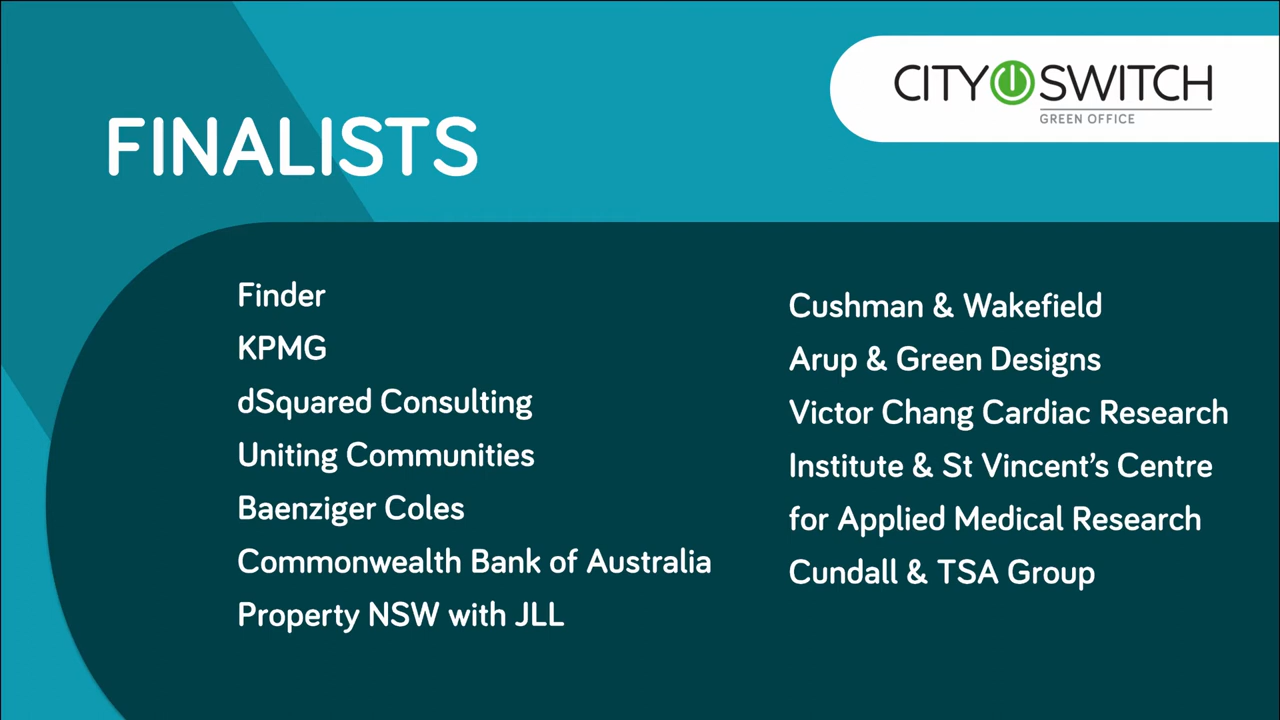 CITY SWITCH
GREEN OFFICE
FINALISTS
Finder
KPMG
dSquared Consulting
Uniting Communities
Baenziger Coles
Commonwealth Bank of Australia
Property NSW with JLL
Cushman & Wakefield
Arup & Green Designs
Victor Chang Cardiac Research
Institute & St Vincent’s Centre
for Applied Medical Research
Cundall & TSA Group